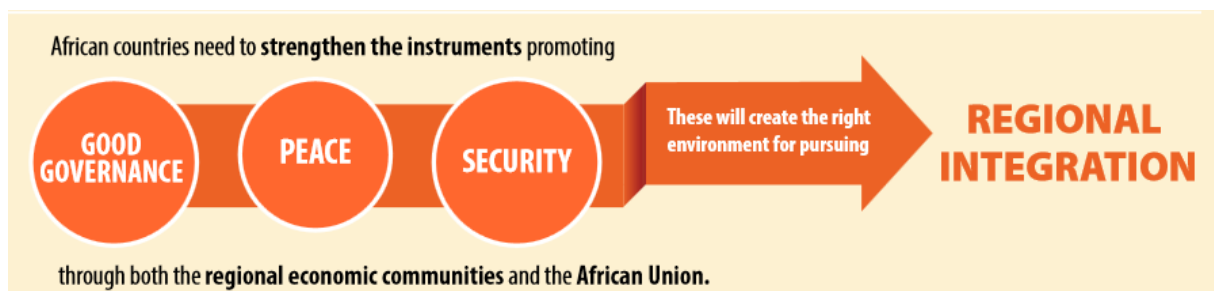 African countries need to strengthen the instruments promoting
GOOD
GOVERNANCE
PEACE
SECURITY
These will create the right
environment for pursuing
REGIONAL
INTEGRATION
through both the regional economic communities and the African Union.